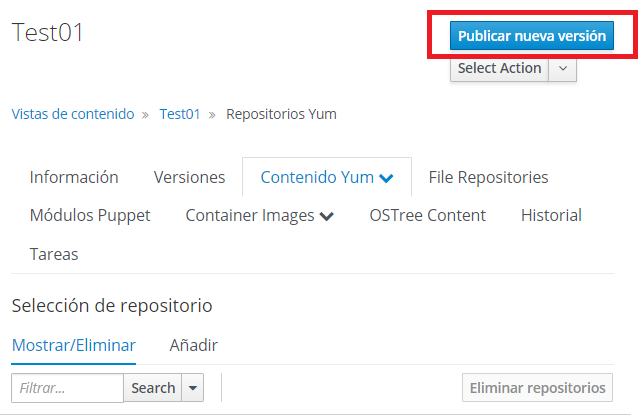 Test01
Publicar nueva versión
Select Action
Vistas de contenido » Test01 » Repositorios Yum
Información Versiones Contenido Yum File Repositories
Módulos Puppet Container Images OSTree Content Historial
Tareas
Selección de repositorio
Mostrar/Eliminar Añadir
Filtrar... Search Eliminar repositorios